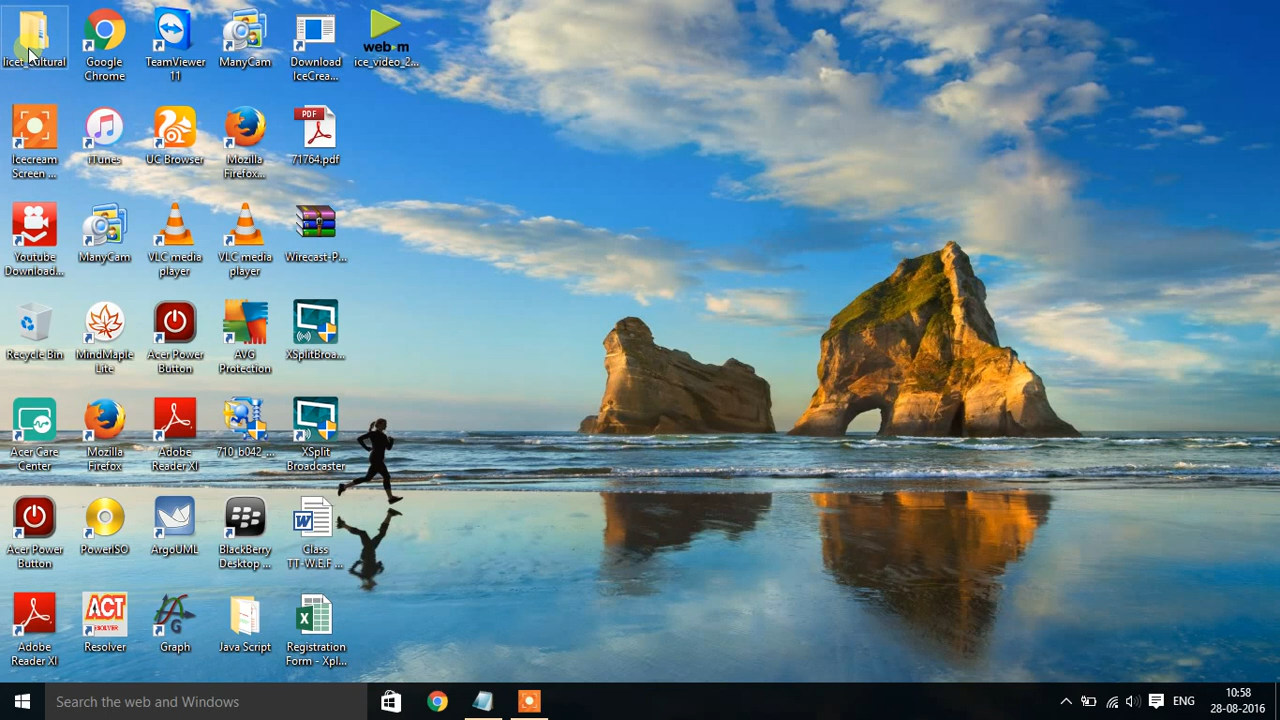 licet_cultural
Google
Chrome
TeamViewer
11
ManyCam
Download
IceCrea...
webm
ice_video_2...
Icecream
Screen ...
iTunes
UC Browser
Mozilla
Firefox...
PDF
71764.pdf
Youtube
Download...
ManyCam
VLC media
player
VLC media
player
Wirecast-P...
Recycle Bin
MindMaple
Lite
Acer Power
Button
AVG
Protection
XSplitBroa...
Acer Care
Center
Mozilla
Firefox
Adobe
Reader XI
710_b042_...
XSplit
Broadcaster
Acer Power
Button
PowerISO
ArgoUML
BlackBerry
Desktop ...
Class
TT-W.E.F ...
Adobe
Reader XI
ACT
RESOLVER
Resolver
Graph
Java Script
Registration
Form - Xpl...
Search the web and Windows
ENG
10:58
28-08-2016